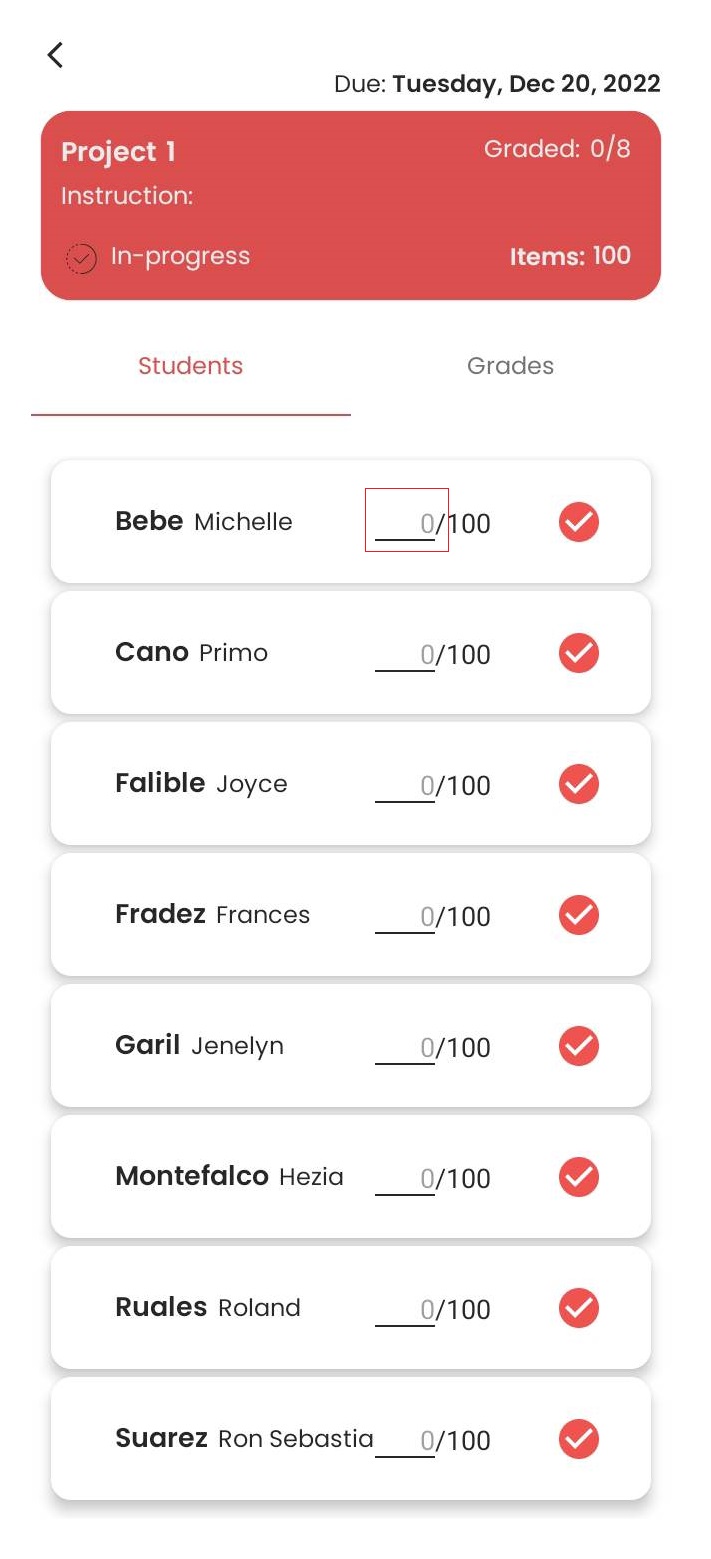 Due: Tuesday, Dec 20, 2022
Project 1 Graded: 0/8
Instruction:
In-progress Items: 100
Students Grades
Bebe Michelle 0/100
Cano Primo 0/100
Falible Joyce 0/100
Fradez Frances 0/100
Garil Jenelyn 0/100
Montefalco Hezia 0/100
Ruales Roland 0/100
Suarez Ron Sebastia 0/100